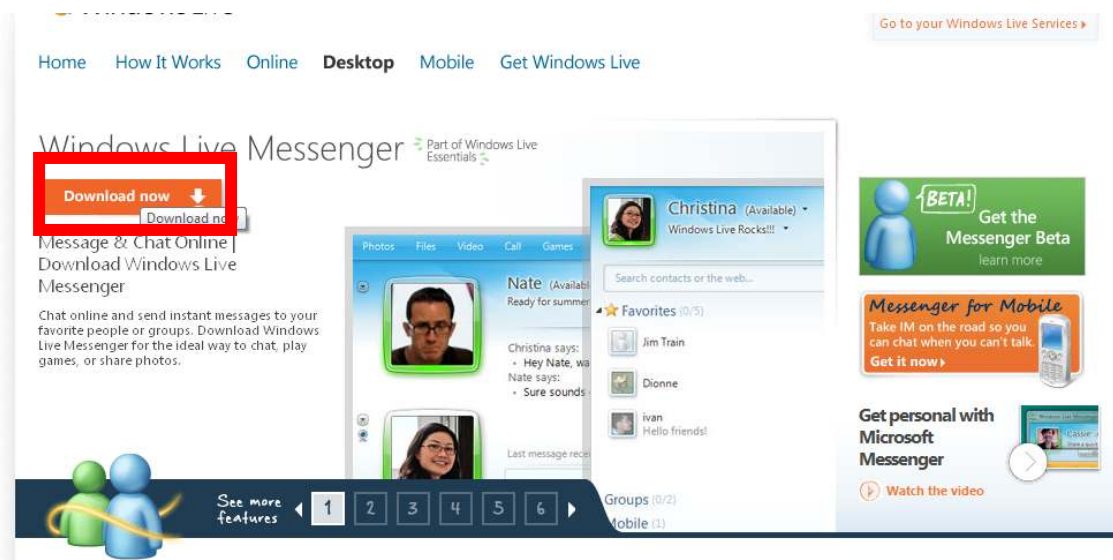 Go to your Windows Live Services
Home How It Works Online Desktop Mobile Get Windows Live
Windows Live Messenger
Part of Windows Live
Essentials
Download now
Download now
Message & Chat Online |
Download Windows Live
Messenger
Chat online and send instant messages to your
favorite people or groups. Download Windows
Live Messenger for the ideal way to chat, play
games, or share photos.
Photos Files Video Call Games
Nate (Availabl
Ready for summer
Christina says:
Hey Nate, wa
Nate says:
Sure sounds
Last message rece
Christina (Available)
Windows Live Rocks!!!
Search contacts or the web...
Favorites (0/5)
Jim Train
Dionne
ivan
Hello friends!
Groups (0/2)
Mobile (1)
BETA!
Get the
Messenger Beta
learn more
Messenger for Mobile
Take IM on the road so you
can chat when you can't talk.
Get it now
Get personal with
Microsoft
Messenger
Watch the video
See more
features
1 2 3 4 5 6